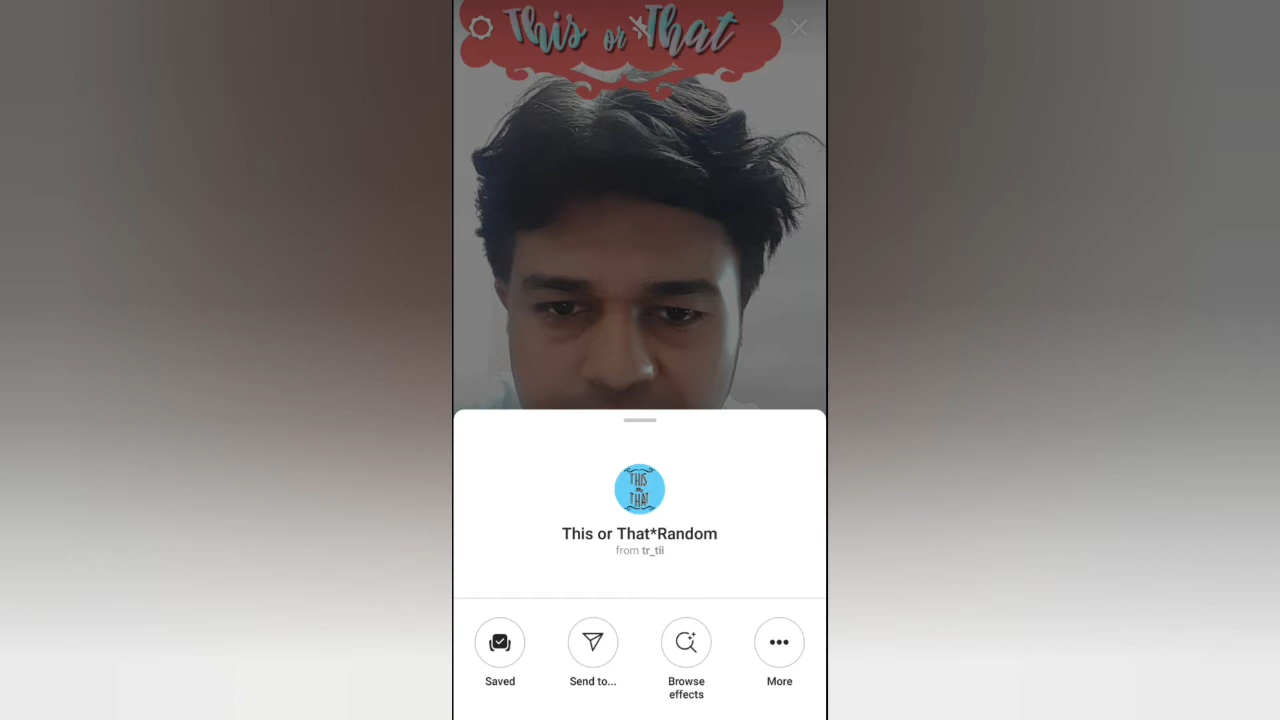 This or That
THIS
or
THAT
This or That*Random
from tr_tii
Saved
Send to...
Browse
effects
More